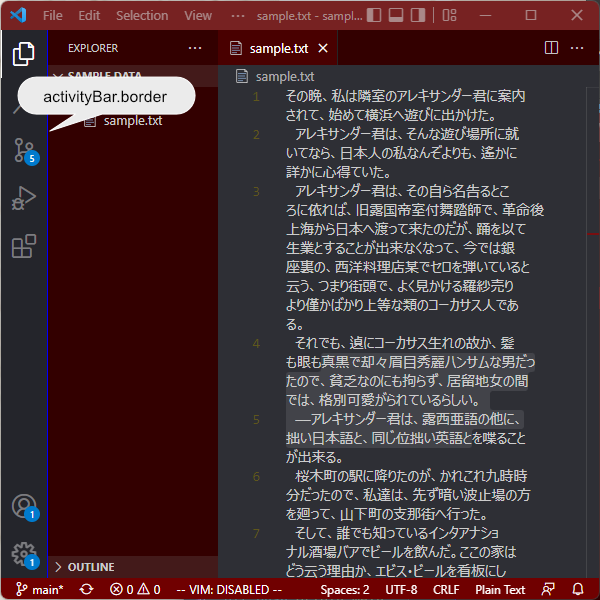 File Edit Selection View ··· sample.txt - sampl...
EXPLORER ···
sample.txt
···
SAMPLE DATA
sample.txt
activityBar.border
sample.txt
5
1
1
1 その晩、私は隣室のアレキサンダー君に案内
されて、始めて横浜へ遊びに出かけた。
2 アレキサンダー君は、そんな遊び場所に就
いてなら、日本人の私なんぞよりも、遙かに
詳かに心得ていた。
3 アレキサンダー君は、その自ら名告るとこ
ろに依れば、旧露国帝室付舞踏師で、革命後
上海から日本へ渡って来たのだが、踊を以て
生業とすることが出来なくなって、今では銀
座裏の、西洋料理店某でセロを弾いていると
云う、つまり街頭で、よく見かける羅紗売り
より僅かばかり上等な類のコーカサス人であ
る。
4 それでも、遉にコーカサス生れの故か、髪
も眼も真黒で却々眉目秀麗ハンサムな男だっ
たので、貧乏なのにも拘らず、居留地女の間
では、格別可愛がられているらしい。
5 ―アレキサンダー君は、露西亜語の他に、
拙い日本語と、同じ位拙い英語とを喋ること
が出来る。
6 桜木町の駅に降りたのが、かれこれ九時時
分だったので、私達は、先ず暗い波止場の方
を廻って、山下町の支那街へ行った。
7 そして、誰でも知っているインタアナショ
ナル酒場バアでビールを飲んだ。ここの家は
どう云う理由か、エビス・ビールを看板にし
OUTLINE
main* 0 0 -- VIM: DISABLED -- Spaces: 2 UTF-8 CRLF Plain Text